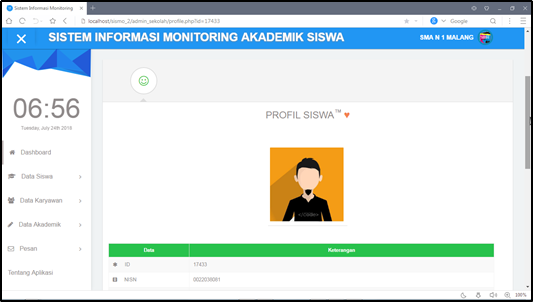 Sistem Informasi Monitoring
localhost/sismo_2/admin_sekolah/profile.php?id=17433
Google
SISTEM INFORMASI MONITORING AKADEMIK SISWA
SMA N 1 MALANG
06:56
Tuesday, July 24th 2018
Dashboard
Data Siswa
Data Karyawan
Data Akademik
Pesan
Tentang Aplikasi
PROFIL SISWA™
Data Keterangan
ID 17433
NISN 0022038081
100%